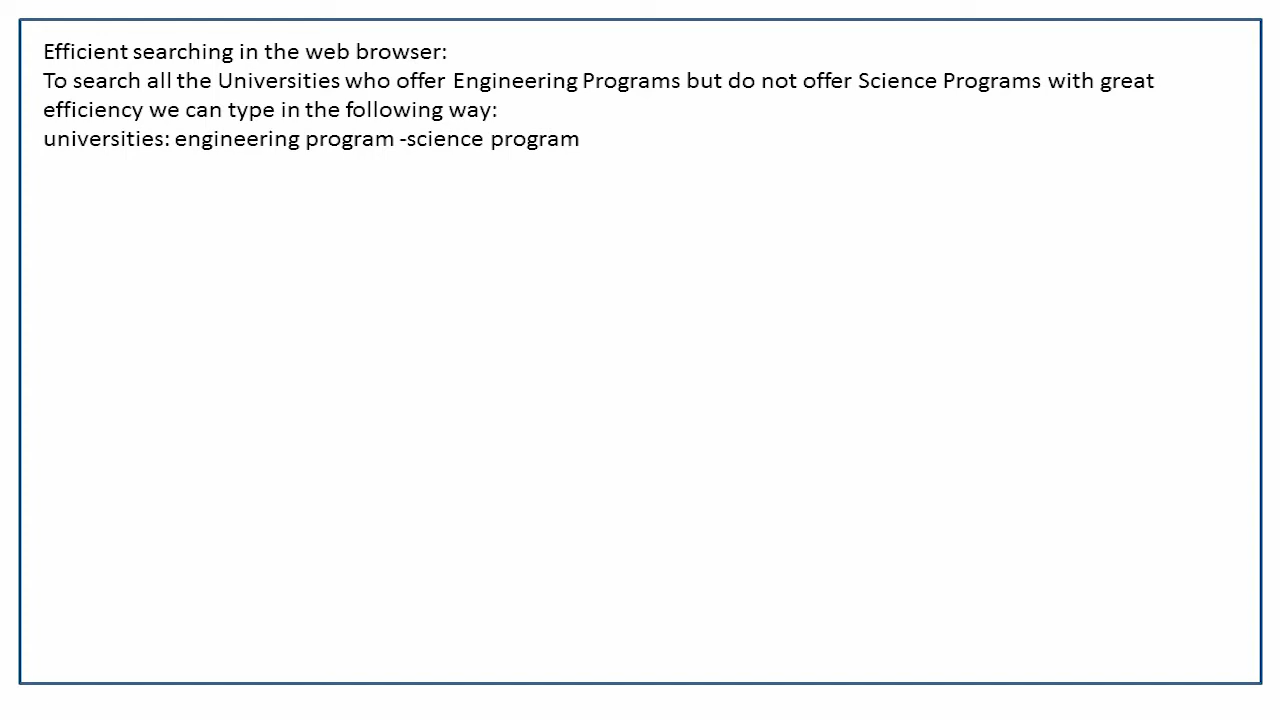 Efficient searching in the web browser:
To search all the Universities who offer Engineering Programs but do not offer Science Programs with great
efficiency we can type in the following way:
universities: engineering program -science program